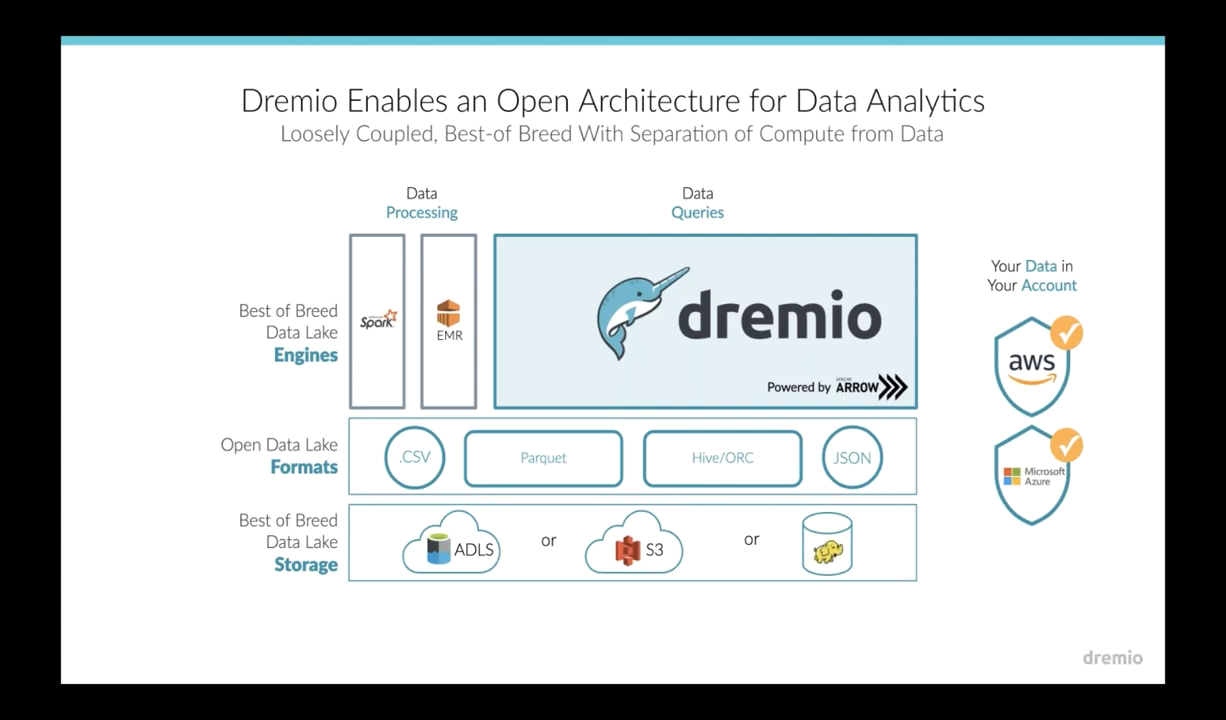 Dremio Enables an Open Architecture for Data Analytics
Loosely Coupled, Best-of Breed With Separation of Compute from Data
Data
Processing
Data
Queries
Best of Breed
Data Lake
Engines
APACHE
Spark
EMR
dremio
Powered by APACHE ARROW
Your Data in
Your Account
aws
Microsoft
Azure
Open Data Lake
Formats
.CSV
Parquet
Hive/ORC
JSON
Best of Breed
Data Lake
Storage
ADLS
or
S3
or
dremio